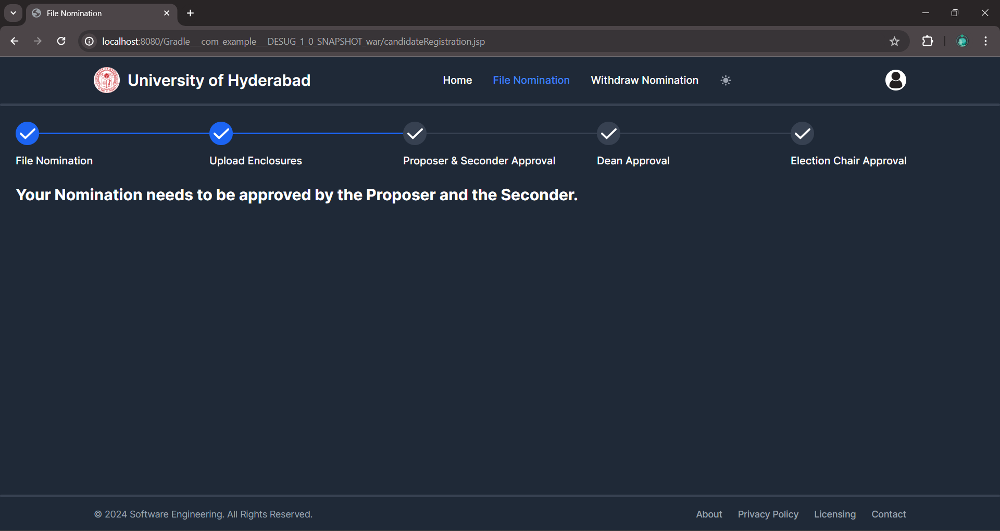 File Nomination
localhost:8080/Gradle___com_example___DESUG_1_0_SNAPSHOT_war/candidateRegistration.jsp
University of Hyderabad
Home
File Nomination
Withdraw Nomination
File Nomination
Upload Enclosures
Proposer & Seconder Approval
Dean Approval
Election Chair Approval
Your Nomination needs to be approved by the Proposer and the Seconder.
© 2024 Software Engineering. All Rights Reserved.
About
Privacy Policy
Licensing
Contact